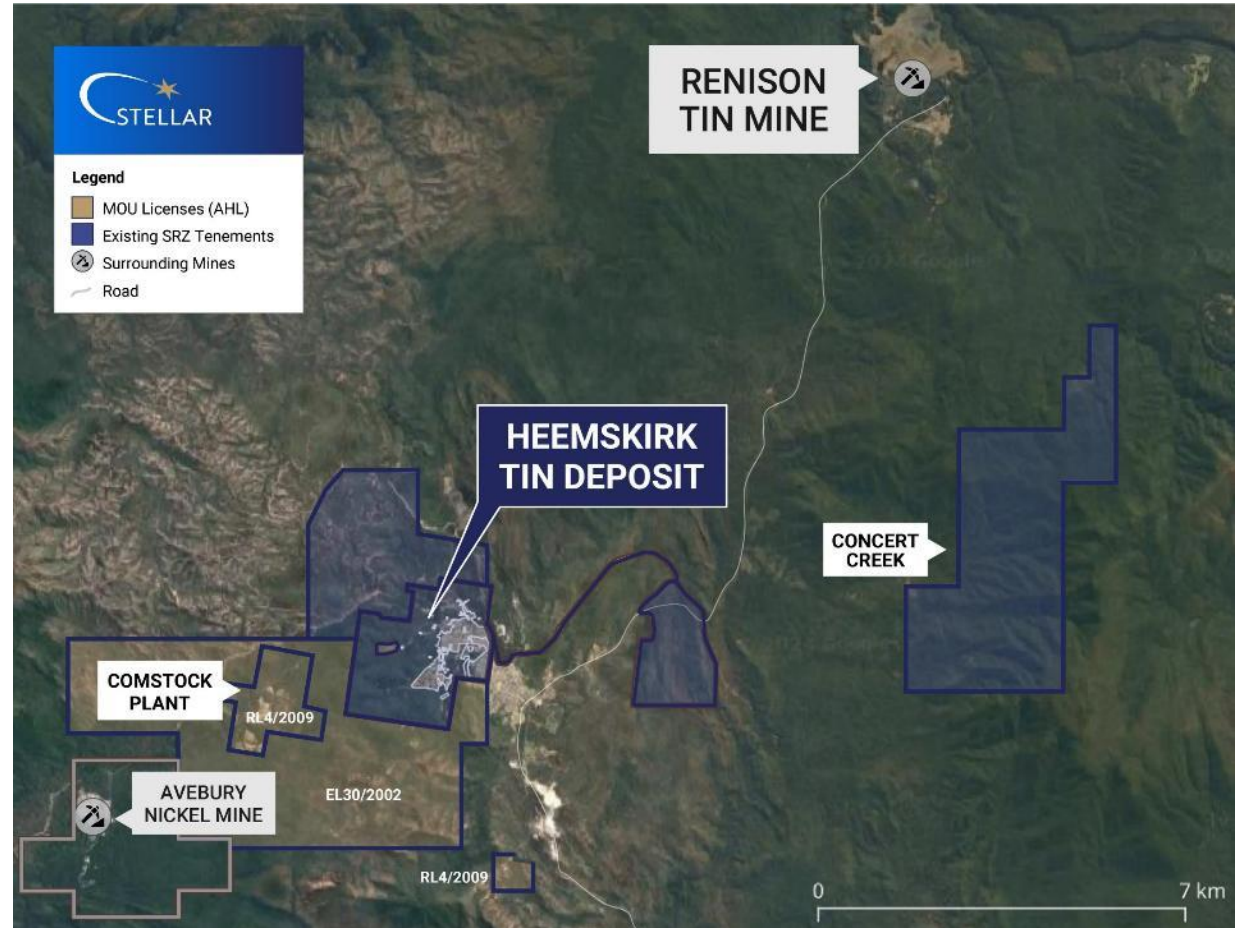 STELLAR
Legend
MOU Licenses (AHL)
Existing SRZ Tenements
Surrounding Mines
Road
RENISON
TIN MINE
HEEMSKIRK
TIN DEPOSIT
CONCERT
CREEK
COMSTOCK
PLANT
RL4/2009
AVEBURY
NICKEL MINE
EL30/2002
RL4/2009
0
7 km